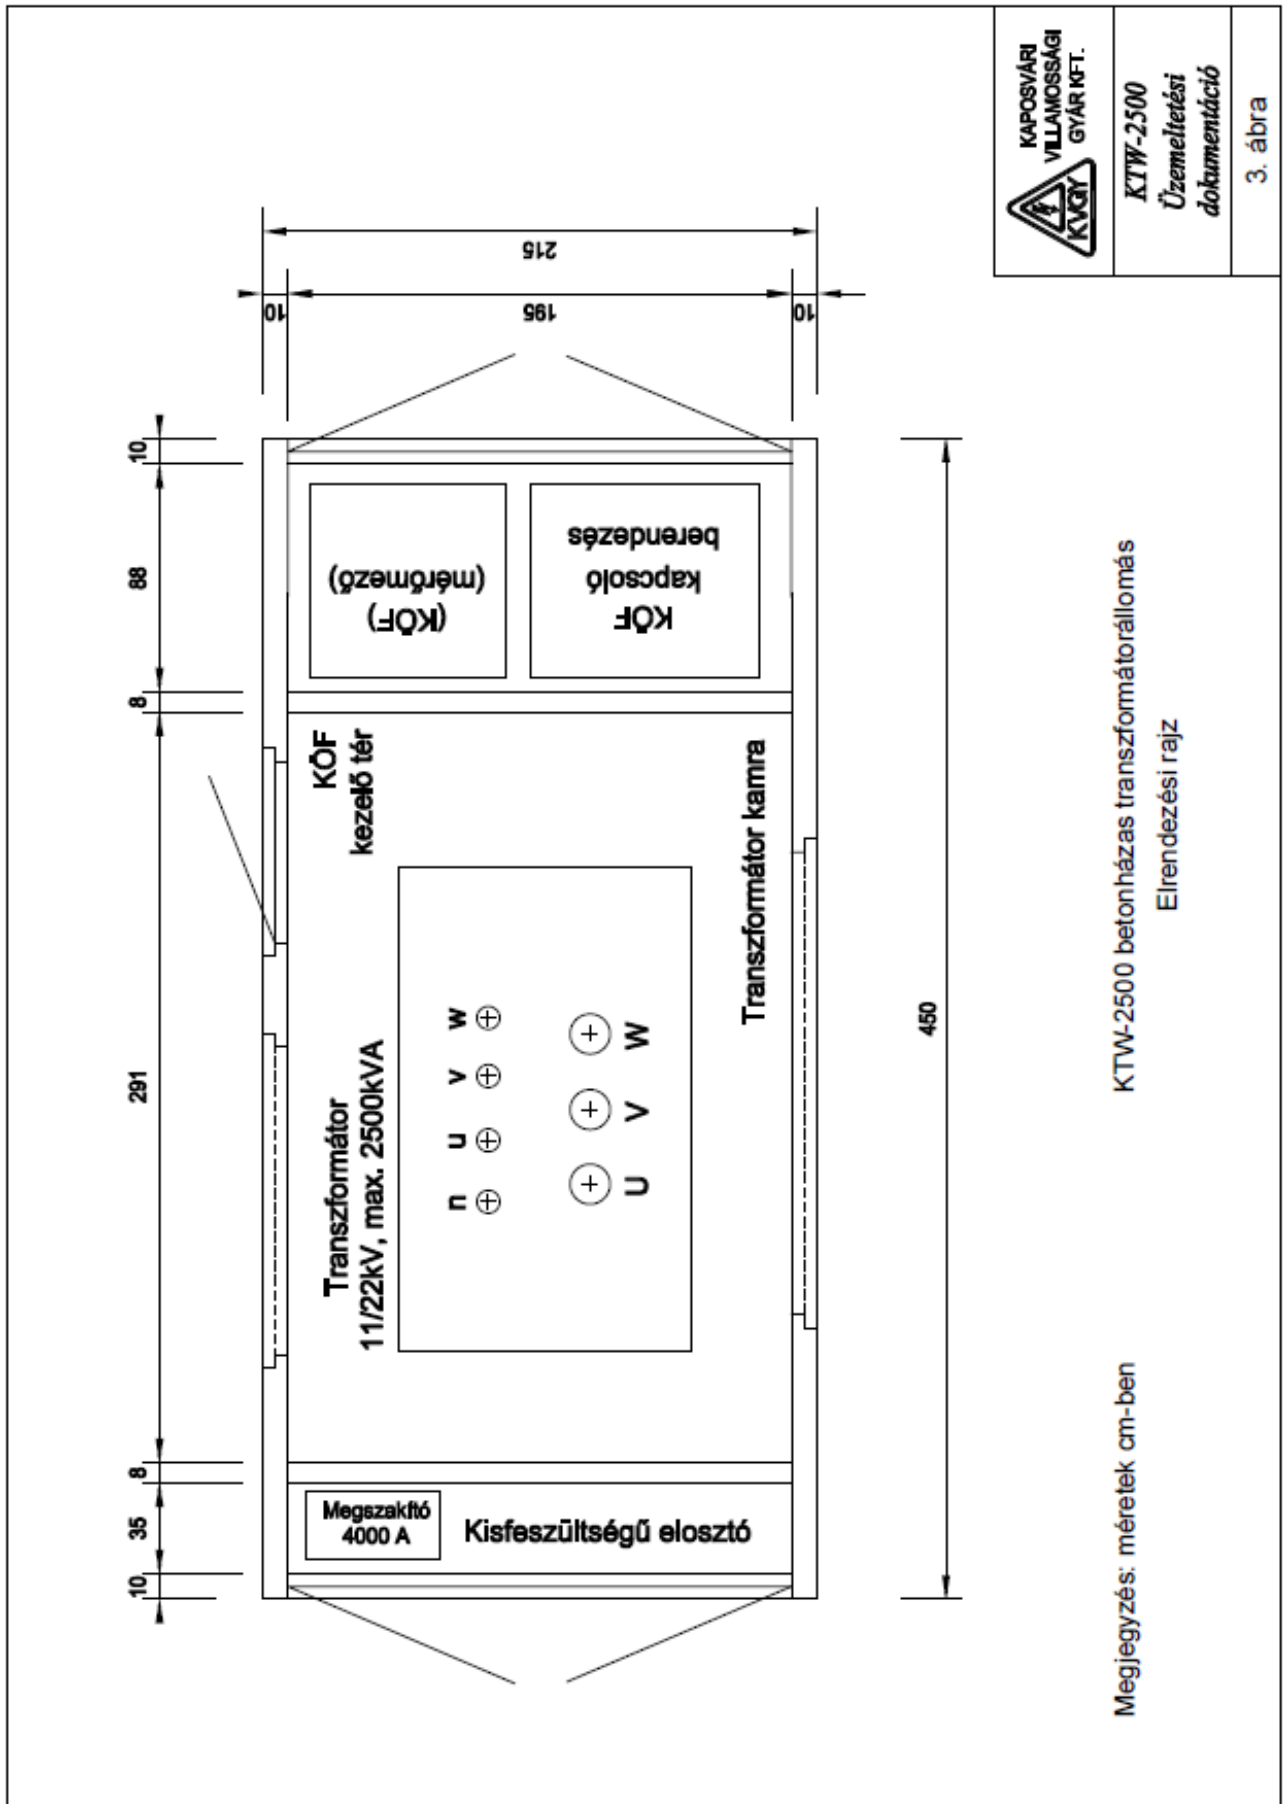 10
35
8
291
8
88
10
Megszakító
4000 A
Kisfeszültségű elosztó
Transzformátor
11/22kV, max. 2500kVA
n
u
v
w
U
V
W
KÖF
kezelő tér
Transzformátor kamra
(KÖF)
(mérőmező)
KÖF
kapcsoló
berendezés
10
195
10
215
450
Megjegyzés: méretek cm-ben
KTW-2500 betonházas transzformátorállomás
Elrendezési rajz
KVGY
KAPOSVÁRI
VILLAMOSSÁGI
GYÁR KFT.
KTW-2500
Üzemeltetési
dokumentáció
3. ábra